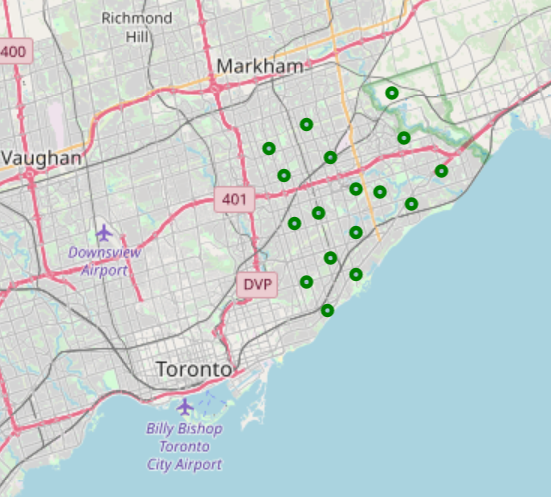 Richmond
Hill
400
Markham
Vaughan
401
Downsview
Airport
DVP
Toronto
Billy Bishop
Toronto
City Airport